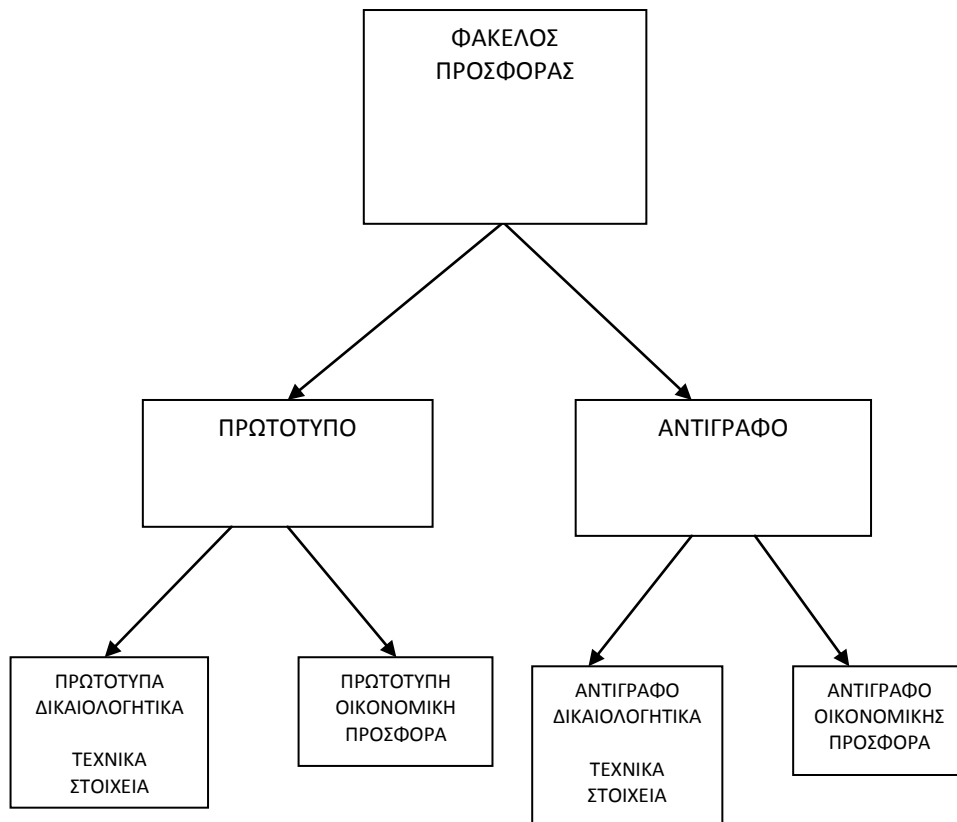 ΦΑΚΕΛΟΣ
ΠΡΟΣΦΟΡΑΣ
ΠΡΩΤΟΤΥΠΟ
ΑΝΤΙΓΡΑΦΟ
ΠΡΩΤΟΤΥΠΑ
ΔΙΚΑΙΟΛΟΓΗΤΙΚΑ
ΤΕΧΝΙΚΑ
ΣΤΟΙΧΕΙΑ
ΠΡΩΤΟΤΥΠΗ
ΟΙΚΟΝΟΜΙΚΗ
ΠΡΟΣΦΟΡΑ
ΑΝΤΙΓΡΑΦΟ
ΔΙΚΑΙΟΛΟΓΗΤΙΚΑ
ΤΕΧΝΙΚΑ
ΣΤΟΙΧΕΙΑ
ΑΝΤΙΓΡΑΦΟ
ΟΙΚΟΝΟΜΙΚΗΣ
ΠΡΟΣΦΟΡΑ